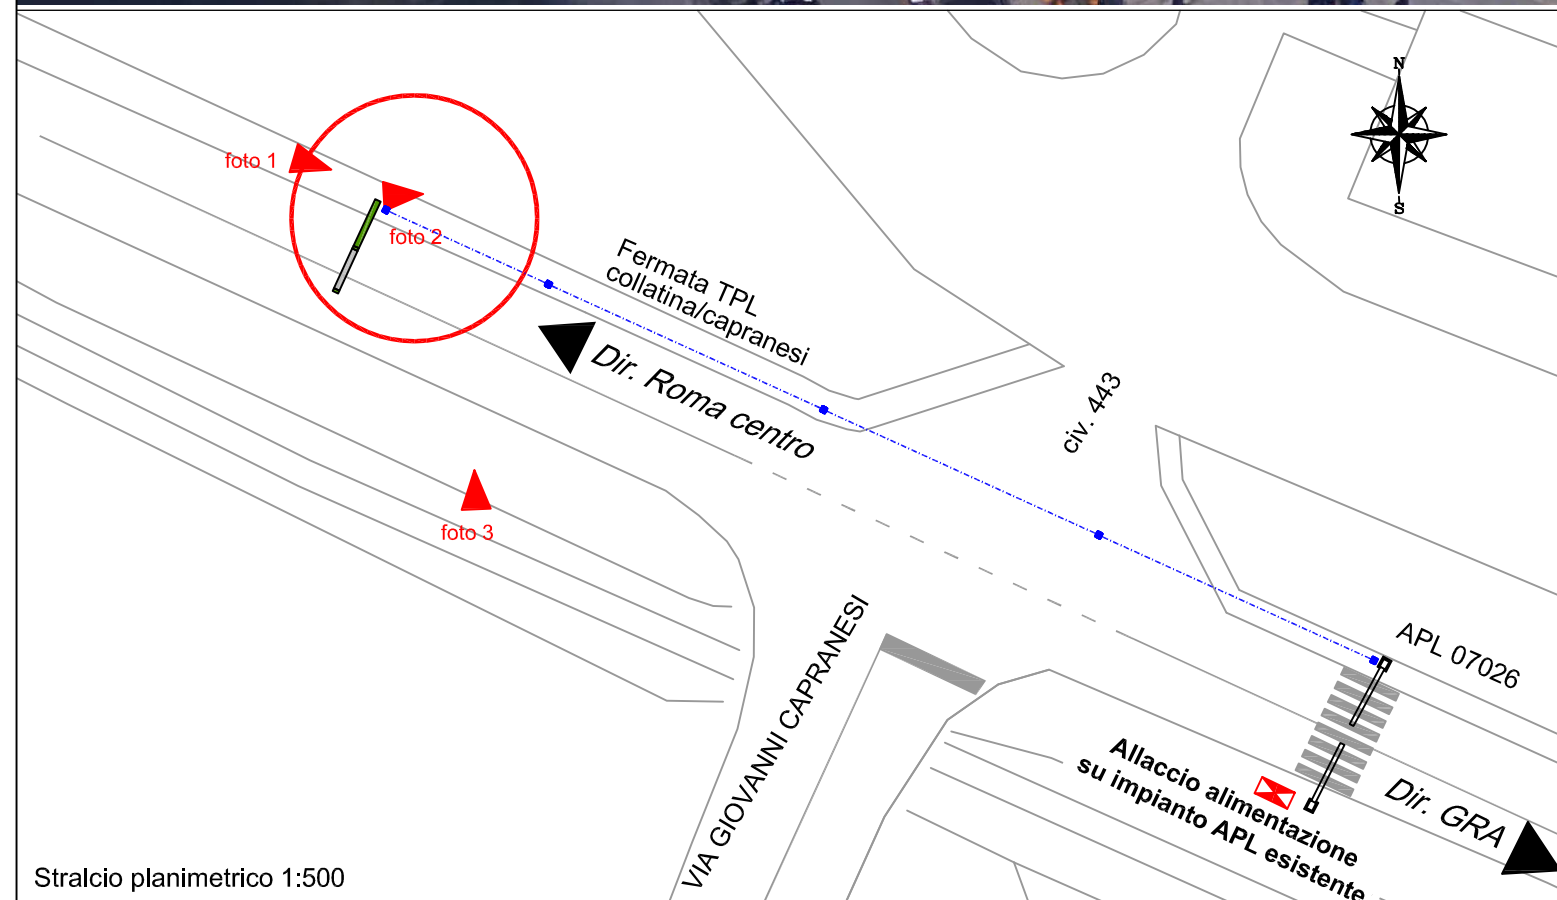 N
S
foto 1
foto 2
Fermata TPL
collatina/capranesi
Dir. Roma centro
civ. 443
foto 3
VIA GIOVANNI CAPRANESI
APL 07026
Allaccio alimentazione
su impianto APL esistente
Dir. GRA
Stralcio planimetrico 1:500